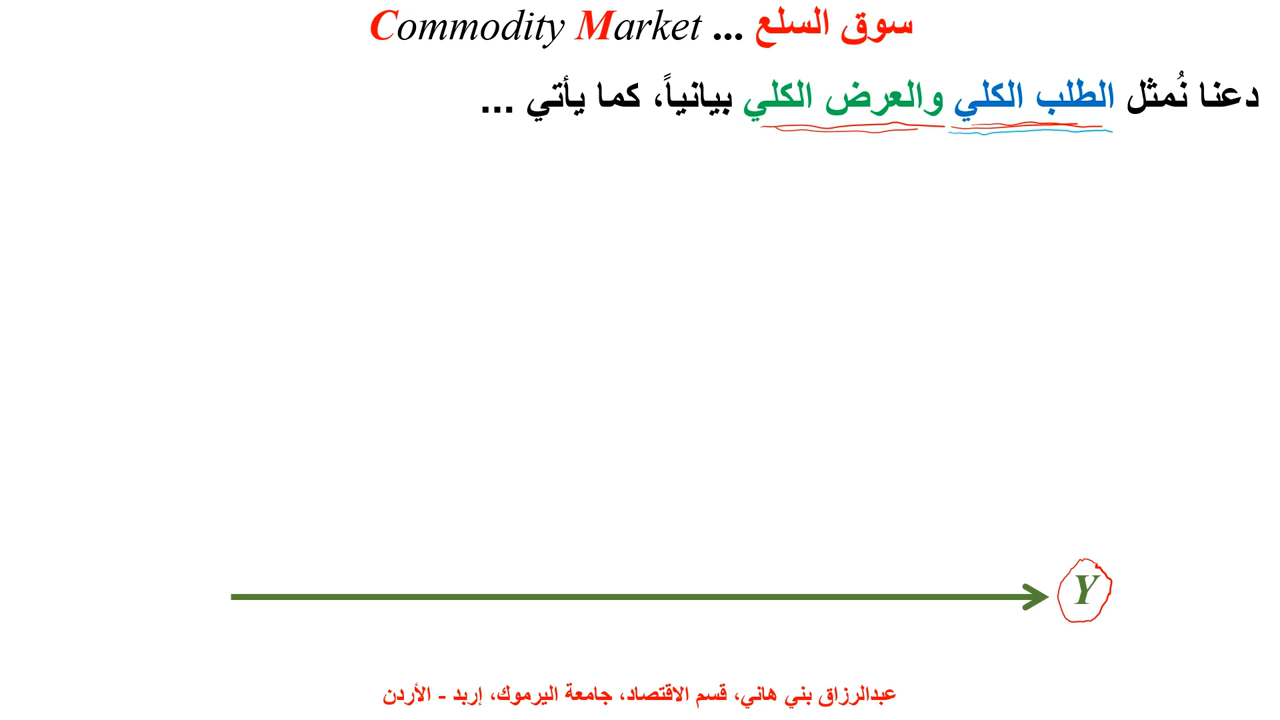 سوق السلع ... Commodity Market
دعنا نُمثل الطلب الكلي والعرض الكلي بيانياً، كما يأتي ...
Y
عبدالرزاق بني هاني، قسم الاقتصاد، جامعة اليرموك، إربد - الأردن